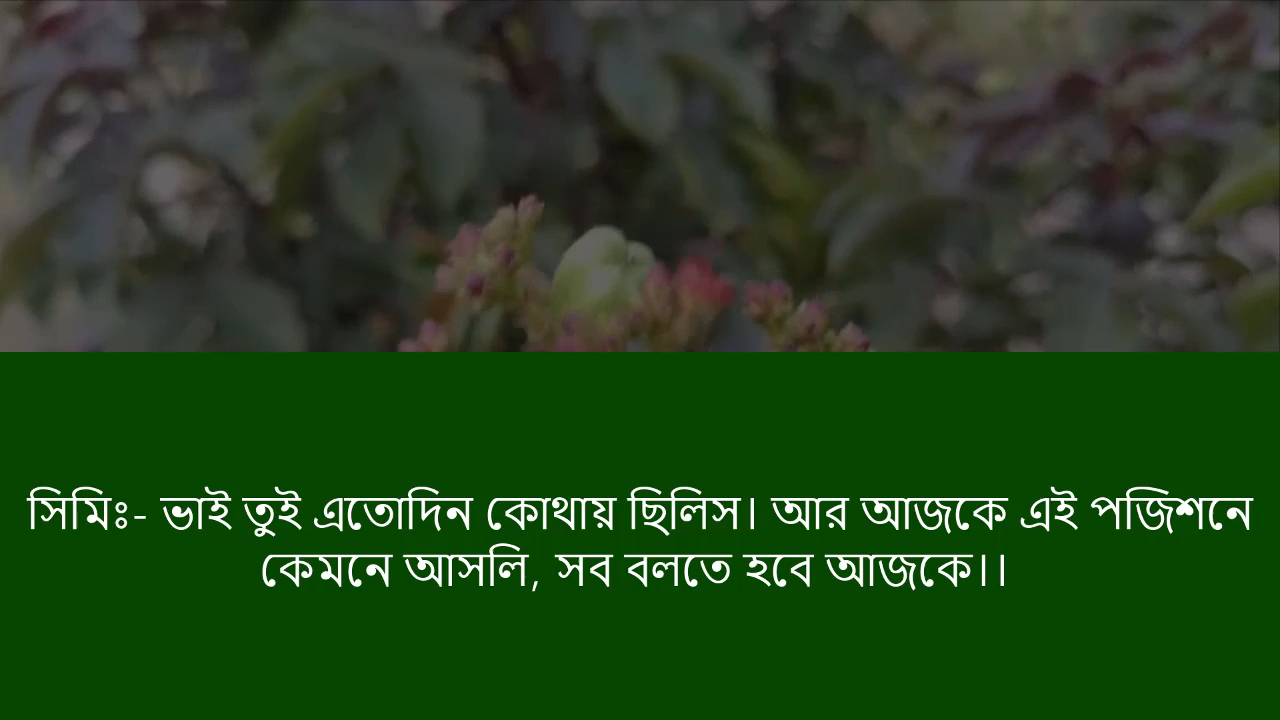 সিমিঃ- ভাই তুই এতোদিন কোথায় ছিলিস। আর আজকে এই পজিশনে
কেমনে আসলি, সব বলতে হবে আজকে।।